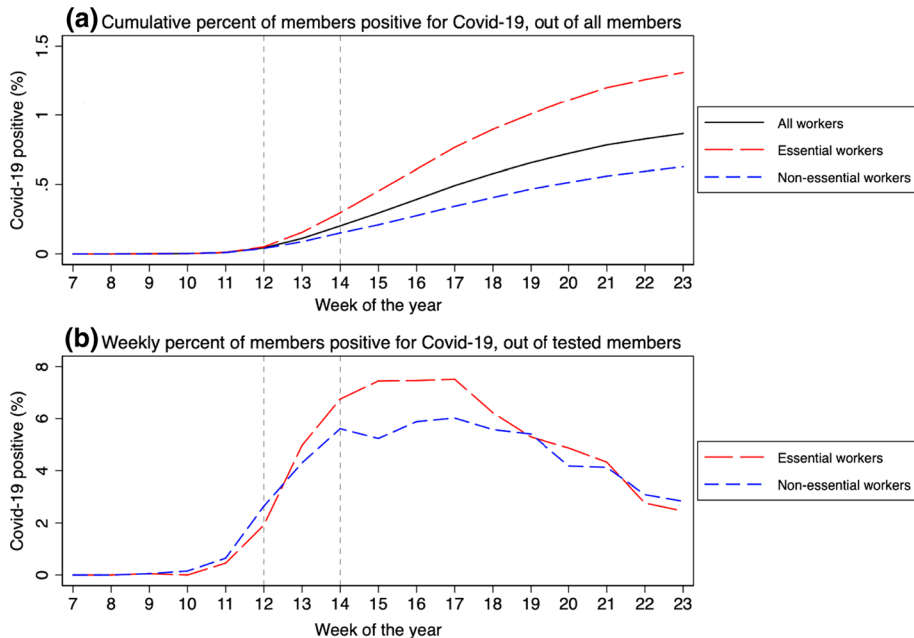 (a) Cumulative percent of members positive for Covid-19, out of all members
Covid-19 positive (%)
1.5
1
.5
0
7 8 9 10 11 12 13 14 15 16 17 18 19 20 21 22 23
Week of the year
All workers
Essential workers
Non-essential workers
(b) Weekly percent of members positive for Covid-19, out of tested members
Covid-19 positive (%)
8
6
4
2
0
7 8 9 10 11 12 13 14 15 16 17 18 19 20 21 22 23
Week of the year
Essential workers
Non-essential workers